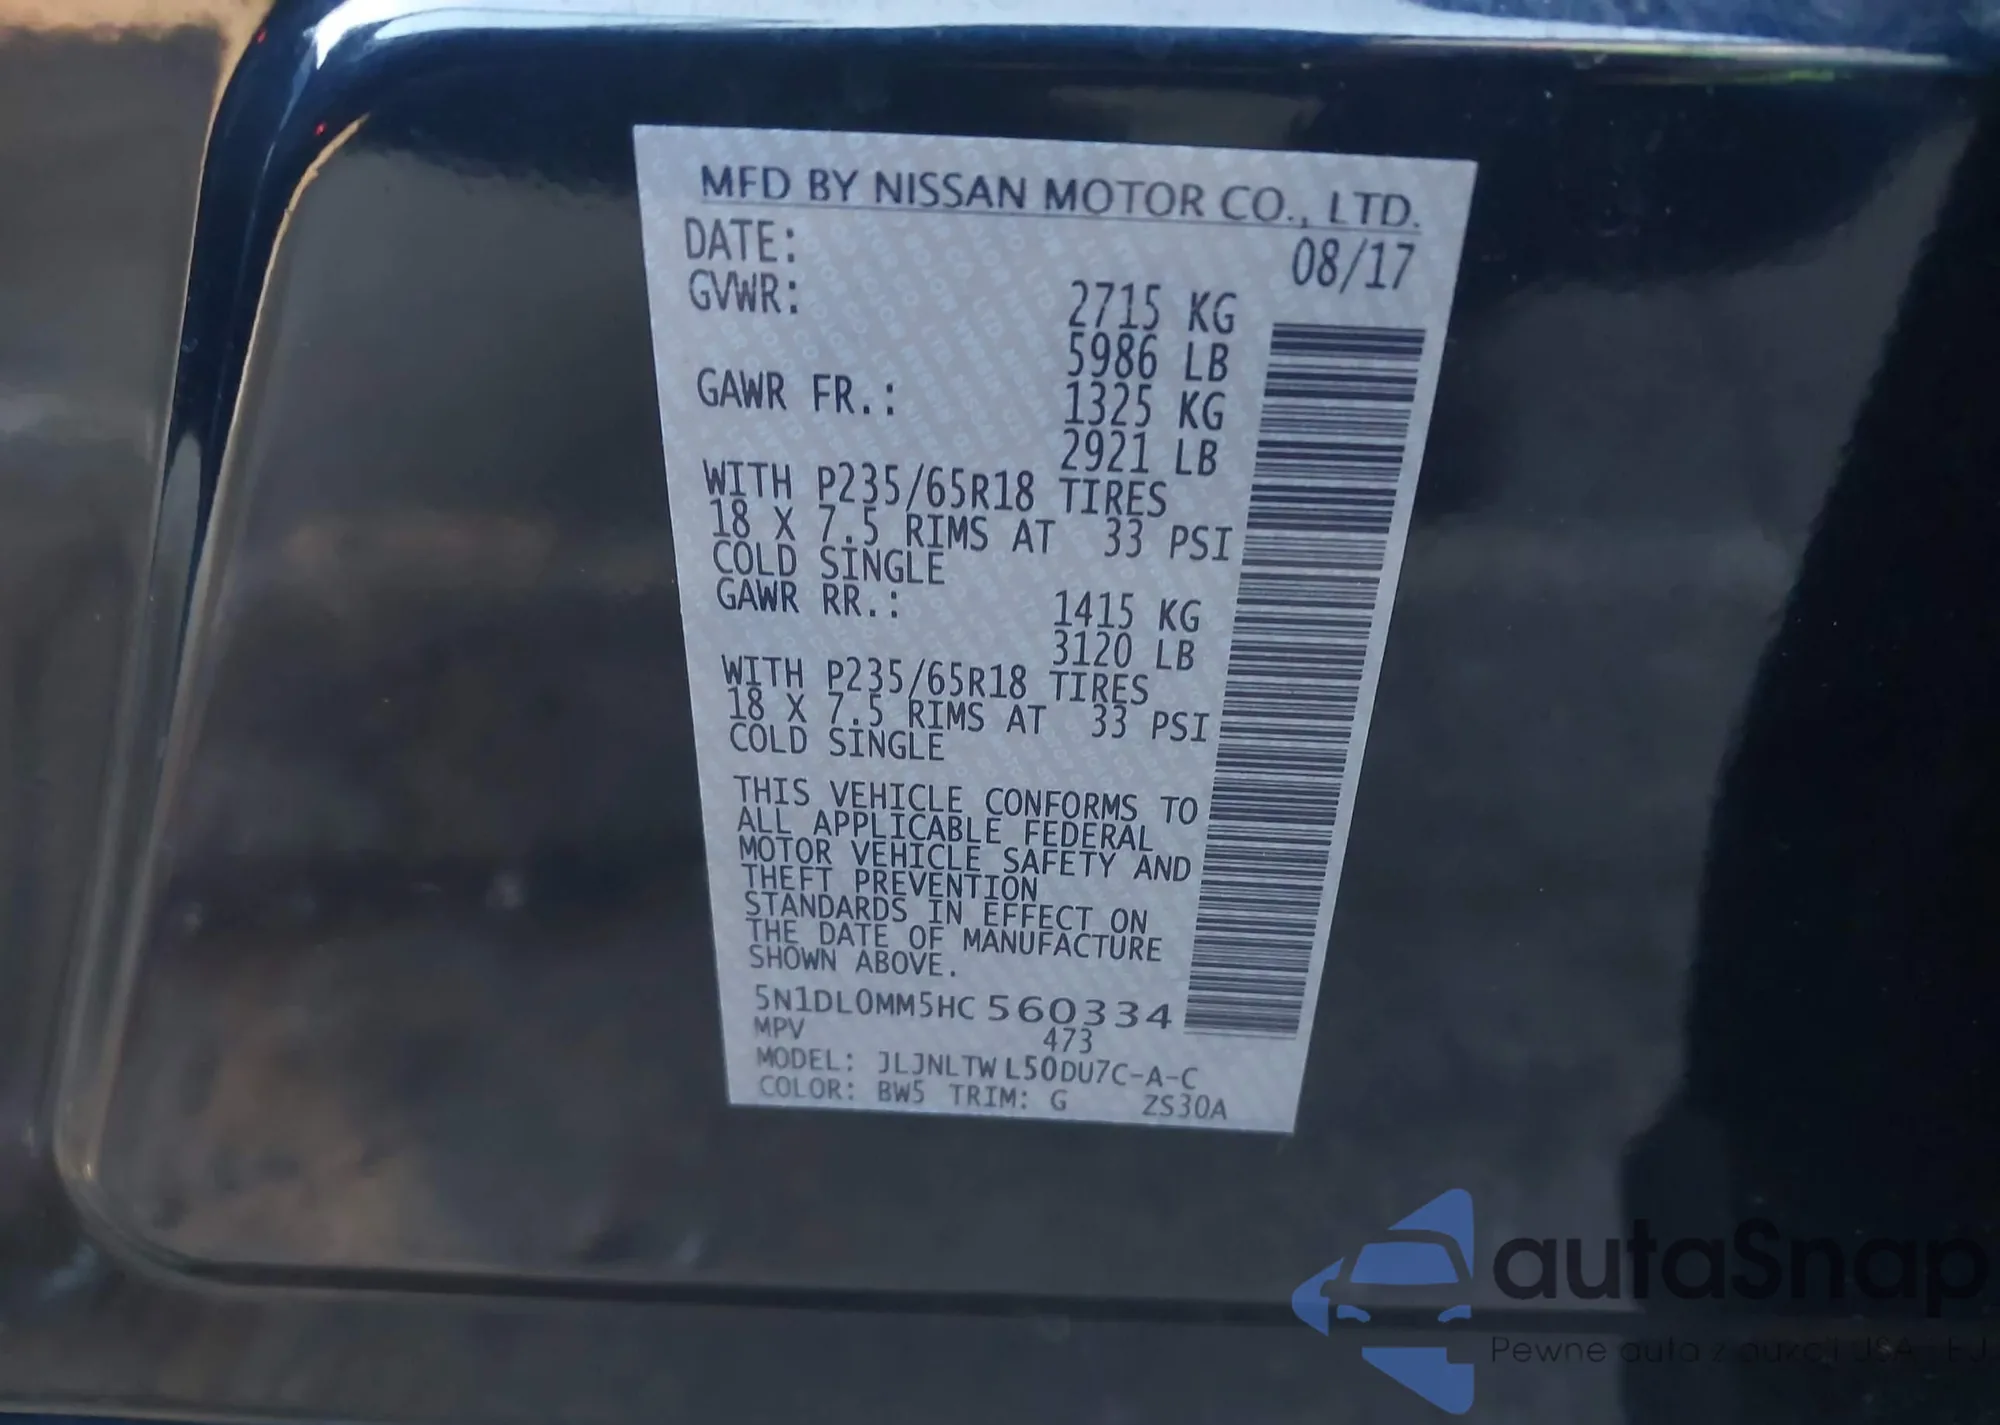 MFD BY NISSAN MOTOR CO., LTD.
DATE: 08/17
GVWR: 2715 KG
5986 LB
GAWR FR.: 1325 KG
2921 LB
WITH P235/65R18 TIRES
18 X 7.5 RIMS AT 33 PSI
COLD SINGLE
GAWR RR.: 1415 KG
3120 LB
WITH P235/65R18 TIRES
18 X 7.5 RIMS AT 33 PSI
COLD SINGLE
THIS VEHICLE CONFORMS TO
ALL APPLICABLE FEDERAL
MOTOR VEHICLE SAFETY AND
THEFT PREVENTION
STANDARDS IN EFFECT ON
THE DATE OF MANUFACTURE
SHOWN ABOVE.
5N1DL0MM5HC 560334
MPV 473
MODEL: JLJNLTW L50DU7C-A-C
COLOR: BW5 TRIM: G ZS30A
autaSnap
Pewne auta z aukcji USA